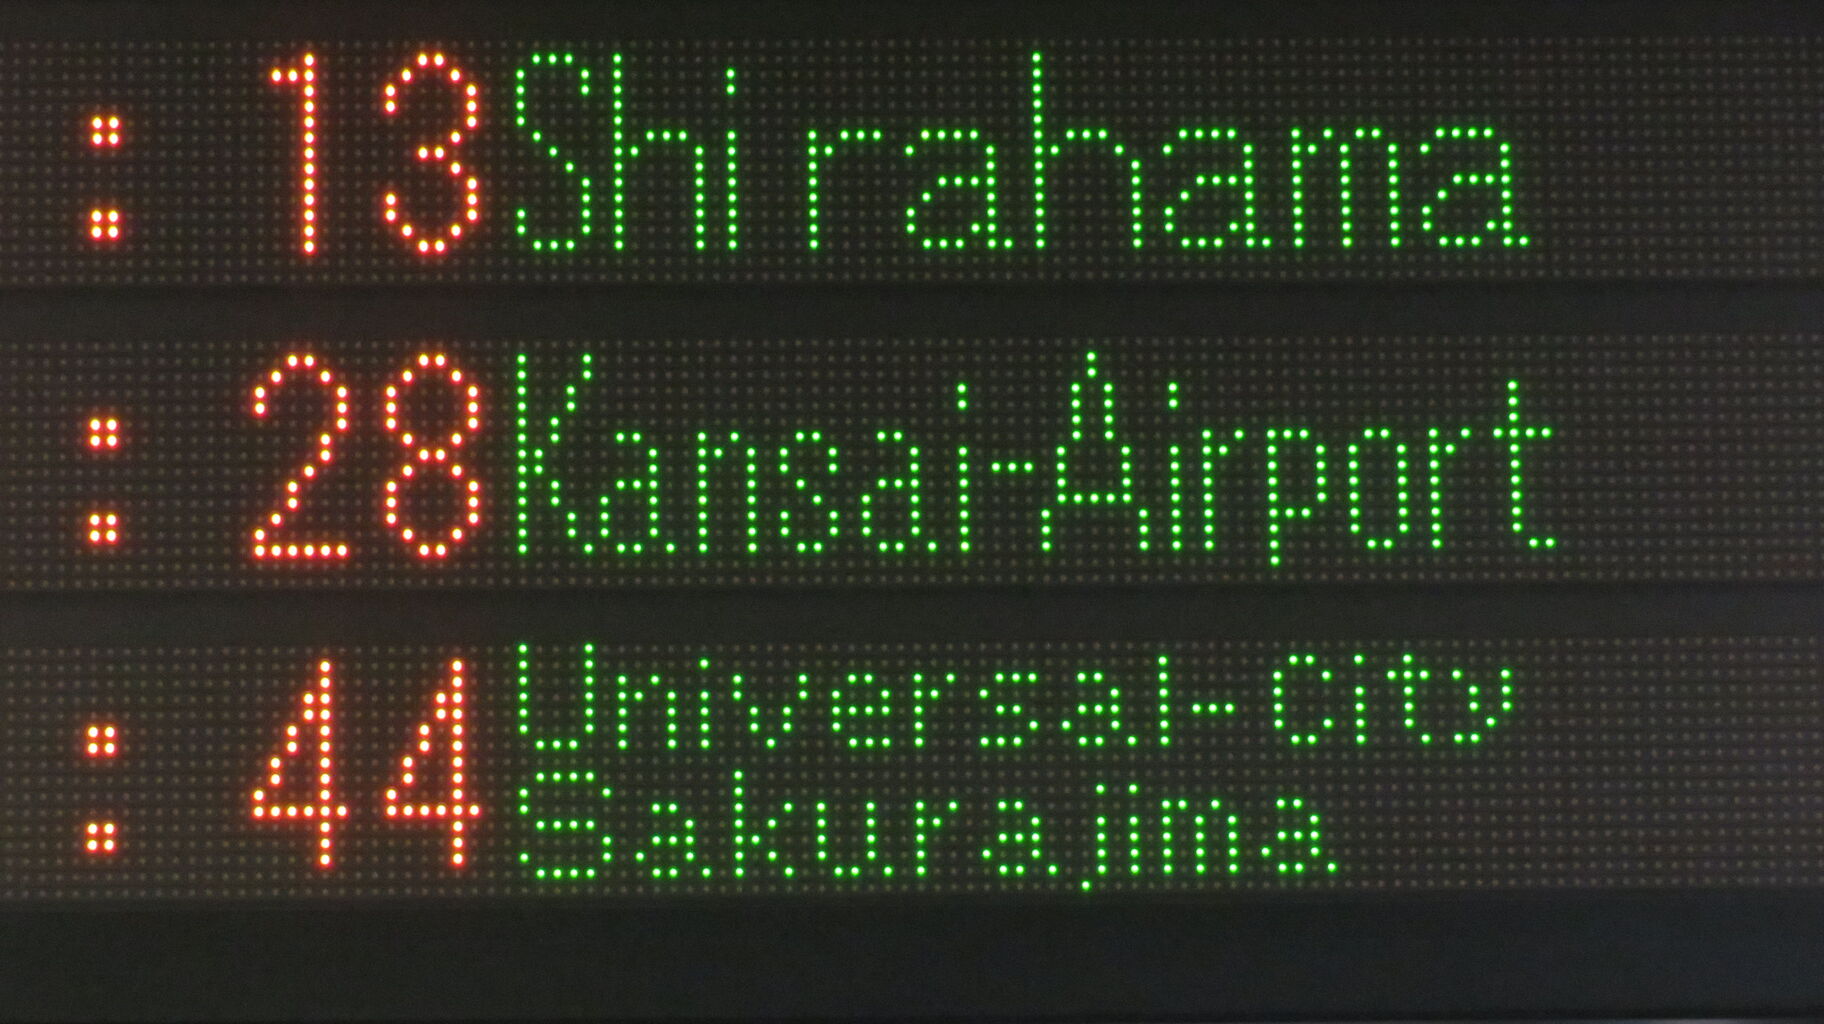 :13 Shirahama
:28 Kansai-Airport
:44 Universal-City
Sakurajima